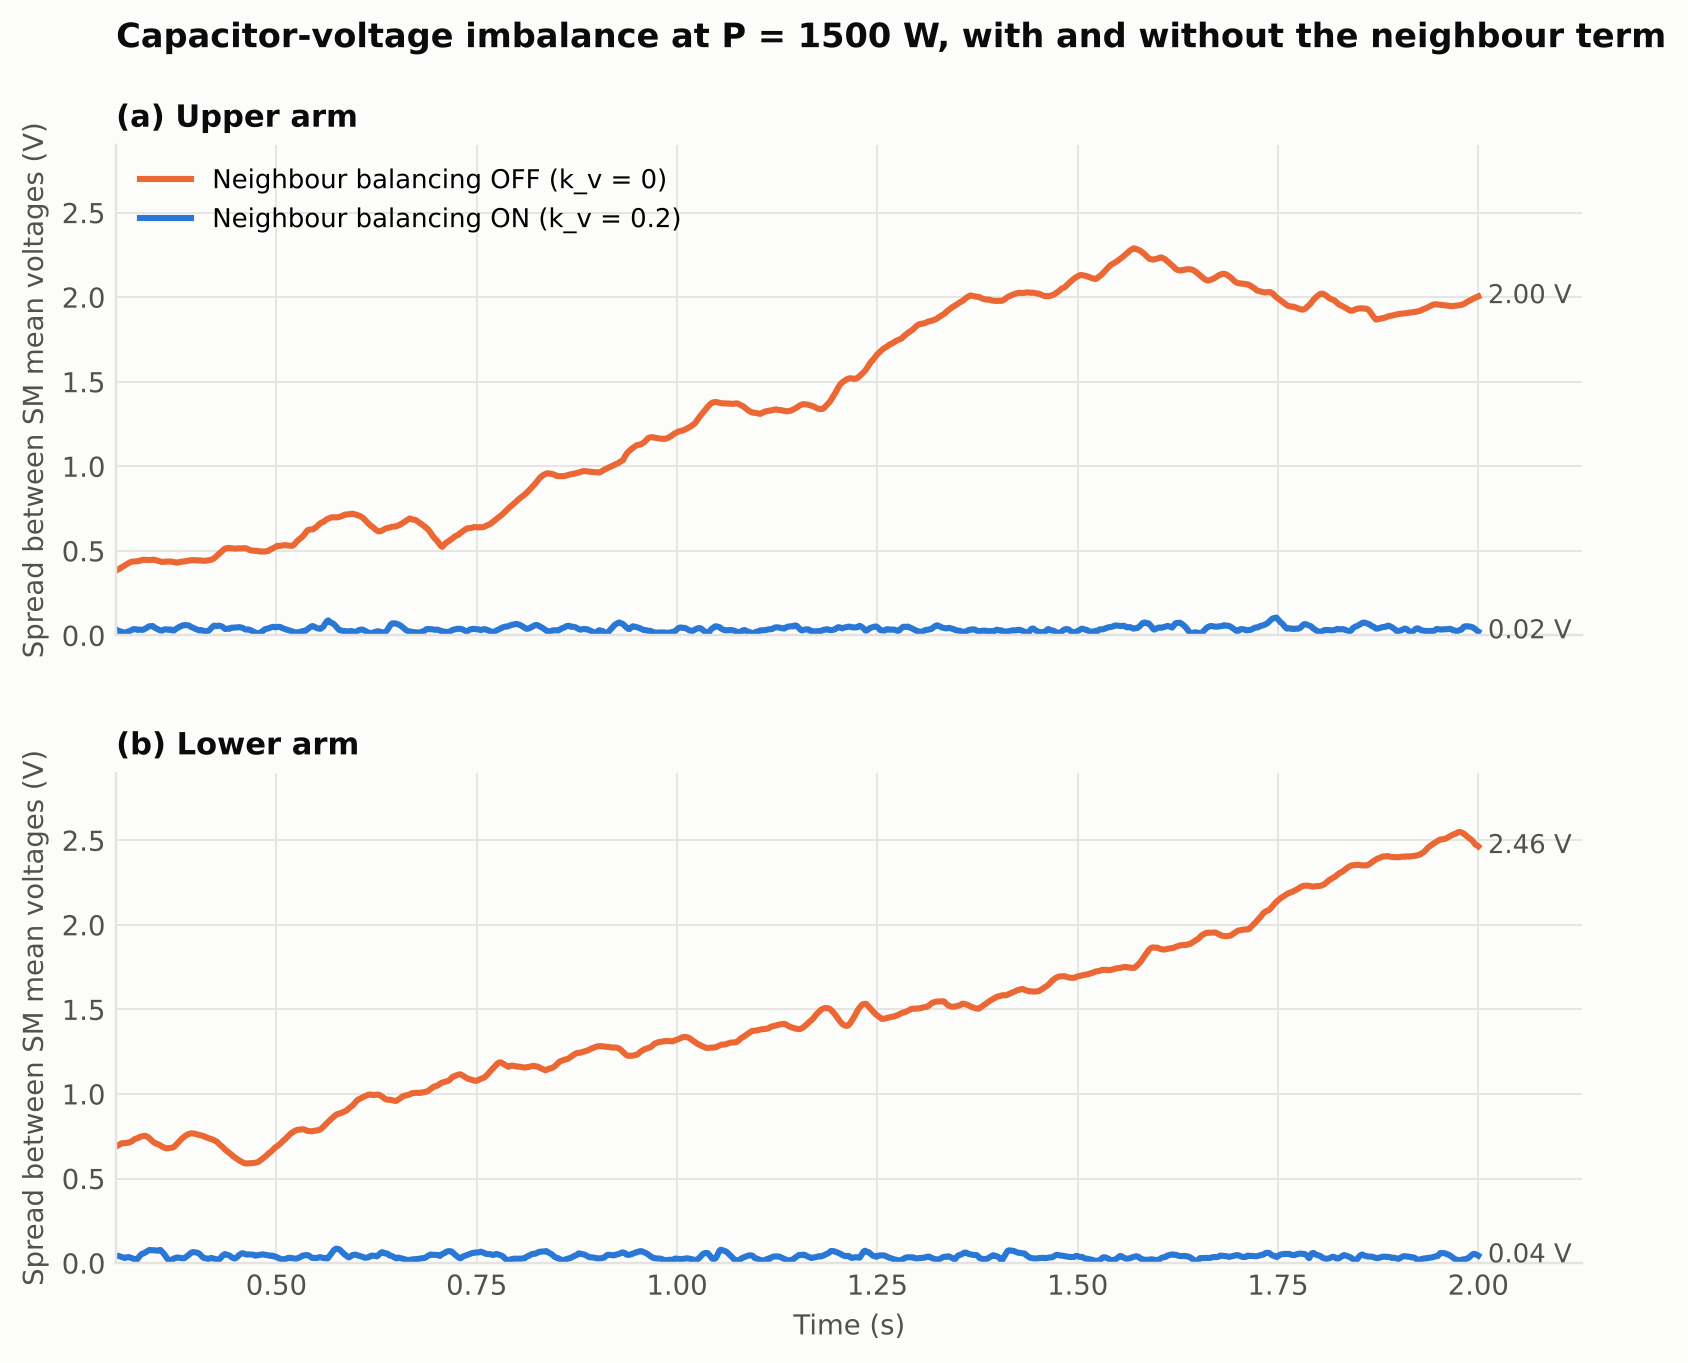 Capacitor-voltage imbalance at P = 1500 W, with and without the neighbour term
(a) Upper arm
Spread between SM mean voltages (V)
Neighbour balancing OFF (k_v = 0)
Neighbour balancing ON (k_v = 0.2)
2.5
2.0
1.5
1.0
0.5
0.0
2.00 V
0.02 V
(b) Lower arm
Spread between SM mean voltages (V)
2.5
2.0
1.5
1.0
0.5
0.0
2.46 V
0.04 V
0.50 0.75 1.00 1.25 1.50 1.75 2.00
Time (s)